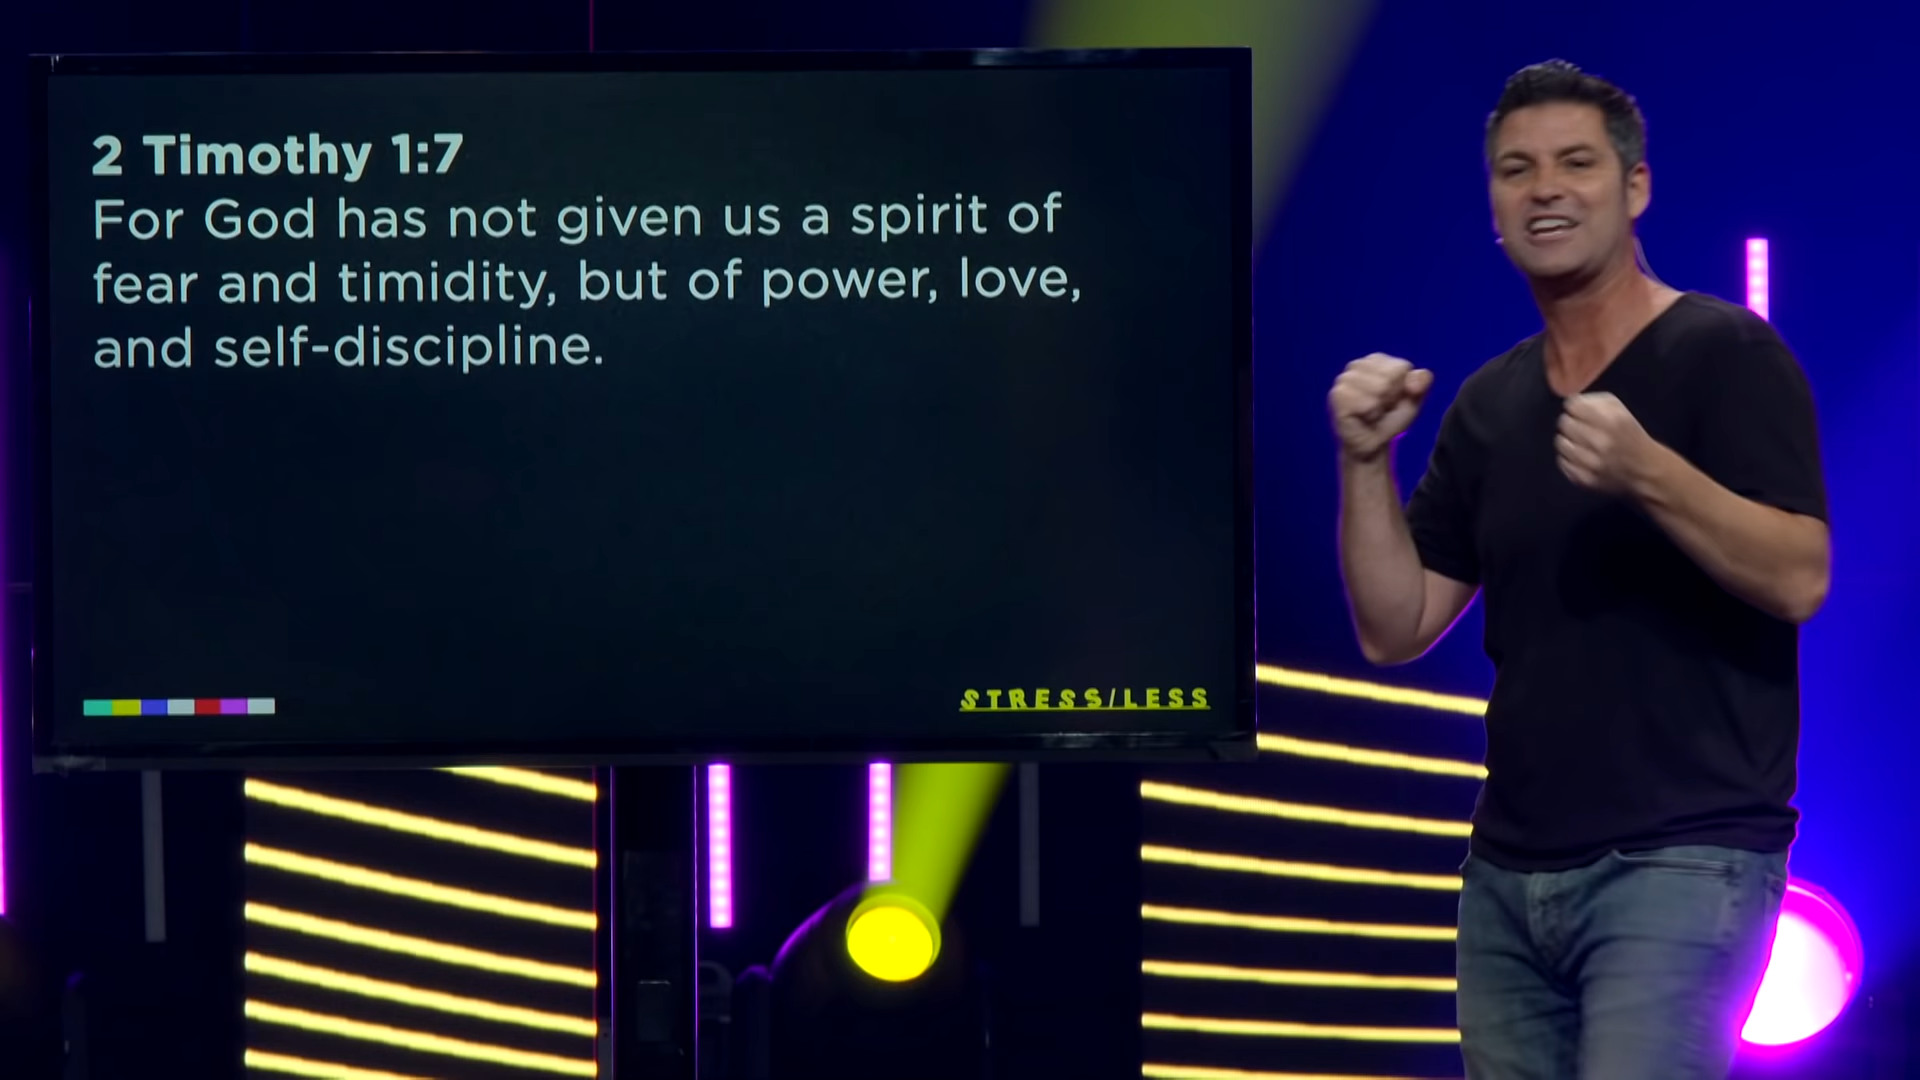 2 Timothy 1:7
For God has not given us a spirit of
fear and timidity, but of power, love,
and self-discipline.
STRESS/LESS